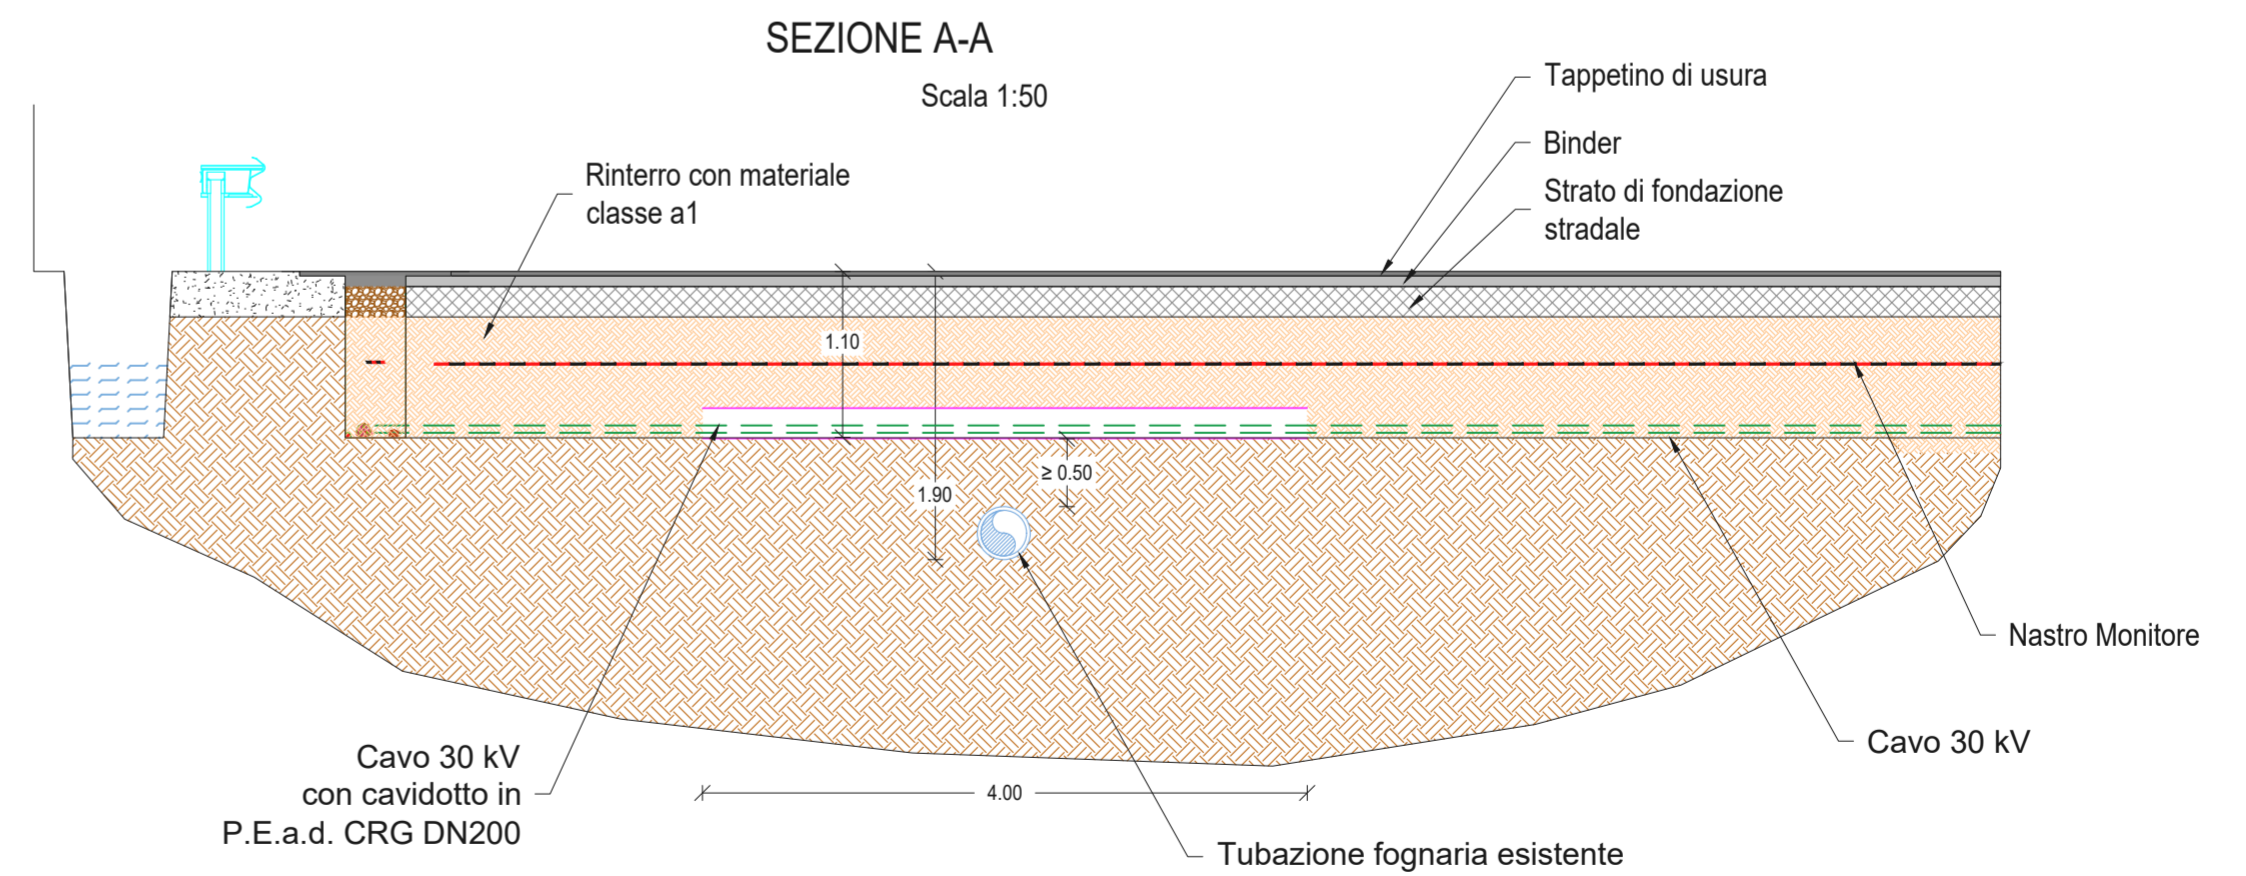 SEZIONE A-A
Scala 1:50
Tappetino di usura
Binder
Strato di fondazione
stradale
Rinterro con materiale
classe a1
1.10
≥ 0.50
1.90
Nastro Monitore
Cavo 30 kV
Cavo 30 kV
con cavidotto in
P.E.a.d. CRG DN200
4.00
Tubazione fognaria esistente